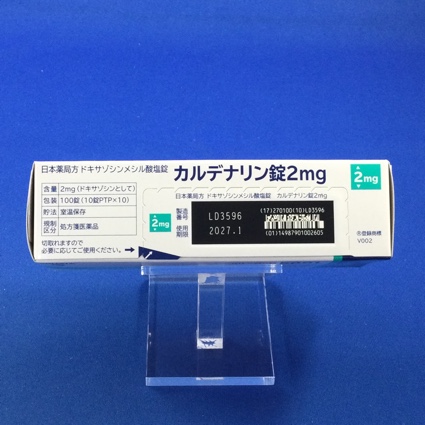 日本薬局方 ドキサゾシンメシル酸塩錠 カルデナリン錠2mg
2mg
含量 2mg(ドキサゾシンとして)
包装 100錠(10錠PTP×10)
貯法 室温保存
規制区分 処方箋医薬品
切取れますので
必要に応じてご使用ください。
2mg
日本薬局方 ドキサゾシンメシル酸塩錠 カルデナリン錠2mg
製造番号 LD3596
使用期限 2027.1
(17)270100(10)LD3596
(01)14987901002605
®登録商標
V002